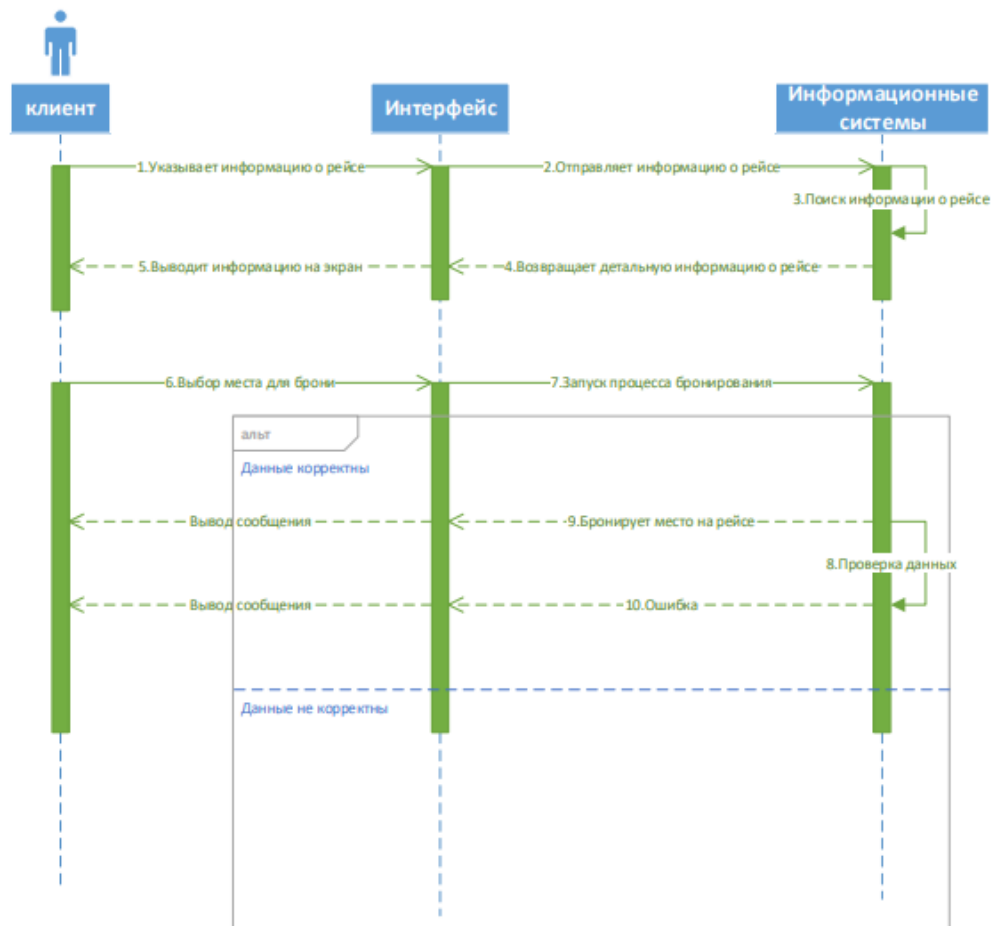 клиент
Интерфейс
Информационные
системы
1.Указывает информацию о рейсе
2.Отправляет информацию о рейсе
3.Поиск информации о рейсе
5.Выводит информацию на экран
4.Возвращает детальную информацию о рейсе
6.Выбор места для брони
7.Запуск процесса бронирования
альт
Данные корректны
Вывод сообщения
9.Бронирует место на рейсе
8.Проверка данных
Вывод сообщения
10.Ошибка
Данные не корректны